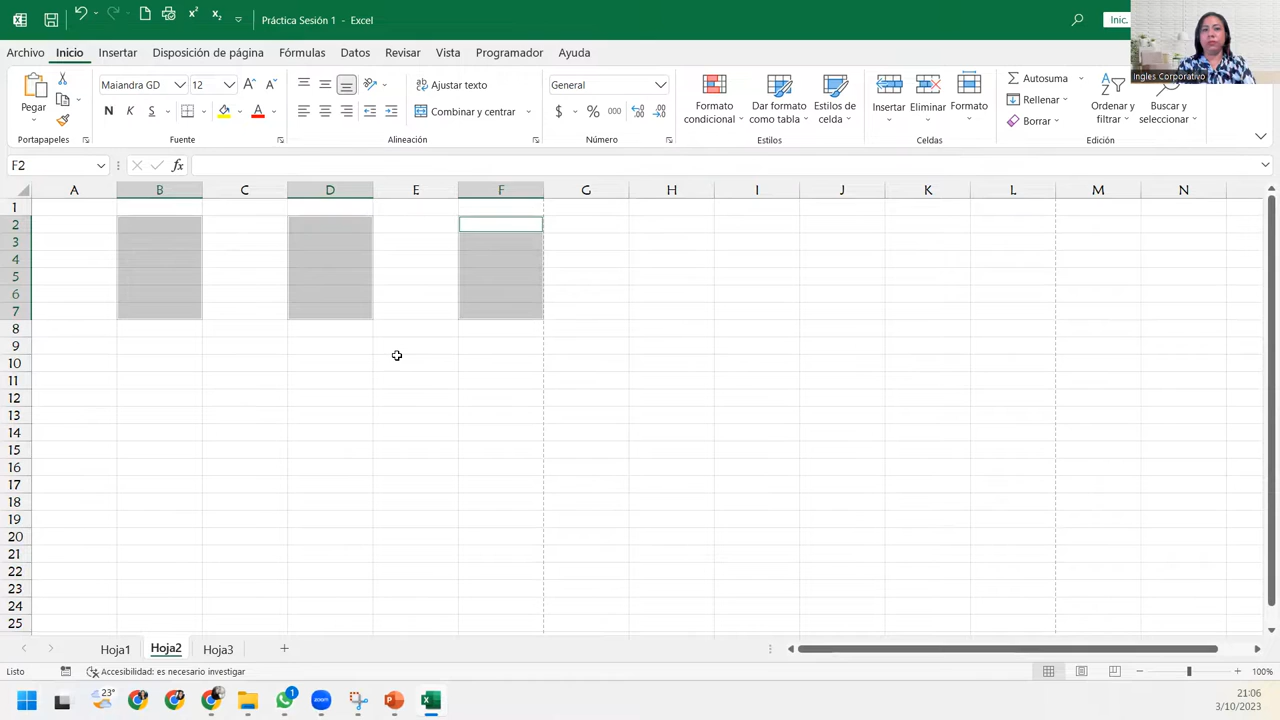 Práctica Sesión 1 - Excel
Inic.
Ingles Corporativo
Archivo Inicio Insertar Disposición de página Fórmulas Datos Revisar Vista Programador Ayuda
Pegar
Portapapeles
Maiandra GD 12
N K S
Fuente
Ajustar texto
Combinar y centrar
Alineación
General
$ % 000
Número
Formato condicional
Dar formato como tabla
Estilos de celda
Estilos
Insertar
Eliminar
Formato
Celdas
Autosuma
Rellenar
Borrar
Ordenar y filtrar
Buscar y seleccionar
Edición
F2
fx
A B C D E F G H I J K L M N
1
2
3
4
5
6
7
8
9
10
11
12
13
14
15
16
17
18
19
20
21
22
23
24
25
Hoja1 Hoja2 Hoja3
Listo
Accesibilidad: es necesario investigar
100%
23°
1
zoom
21:06
3/10/2023